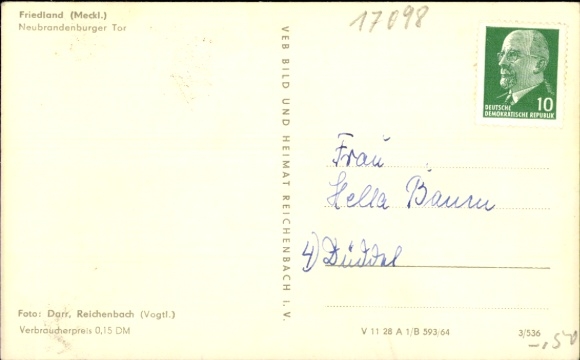 Friedland (Meckl.)
Neubrandenburger Tor
17098
VEB BILD UND HEIMAT REICHENBACH I. V.
10
DEUTSCHE
DEMOKRATISCHE REPUBLIK
Frau
Hella
4)
Foto: Darr, Reichenbach (Vogtl.)
Verbraucherpreis 0,15 DM
V 11 28 A 1/B 593/64
3/536
-,50